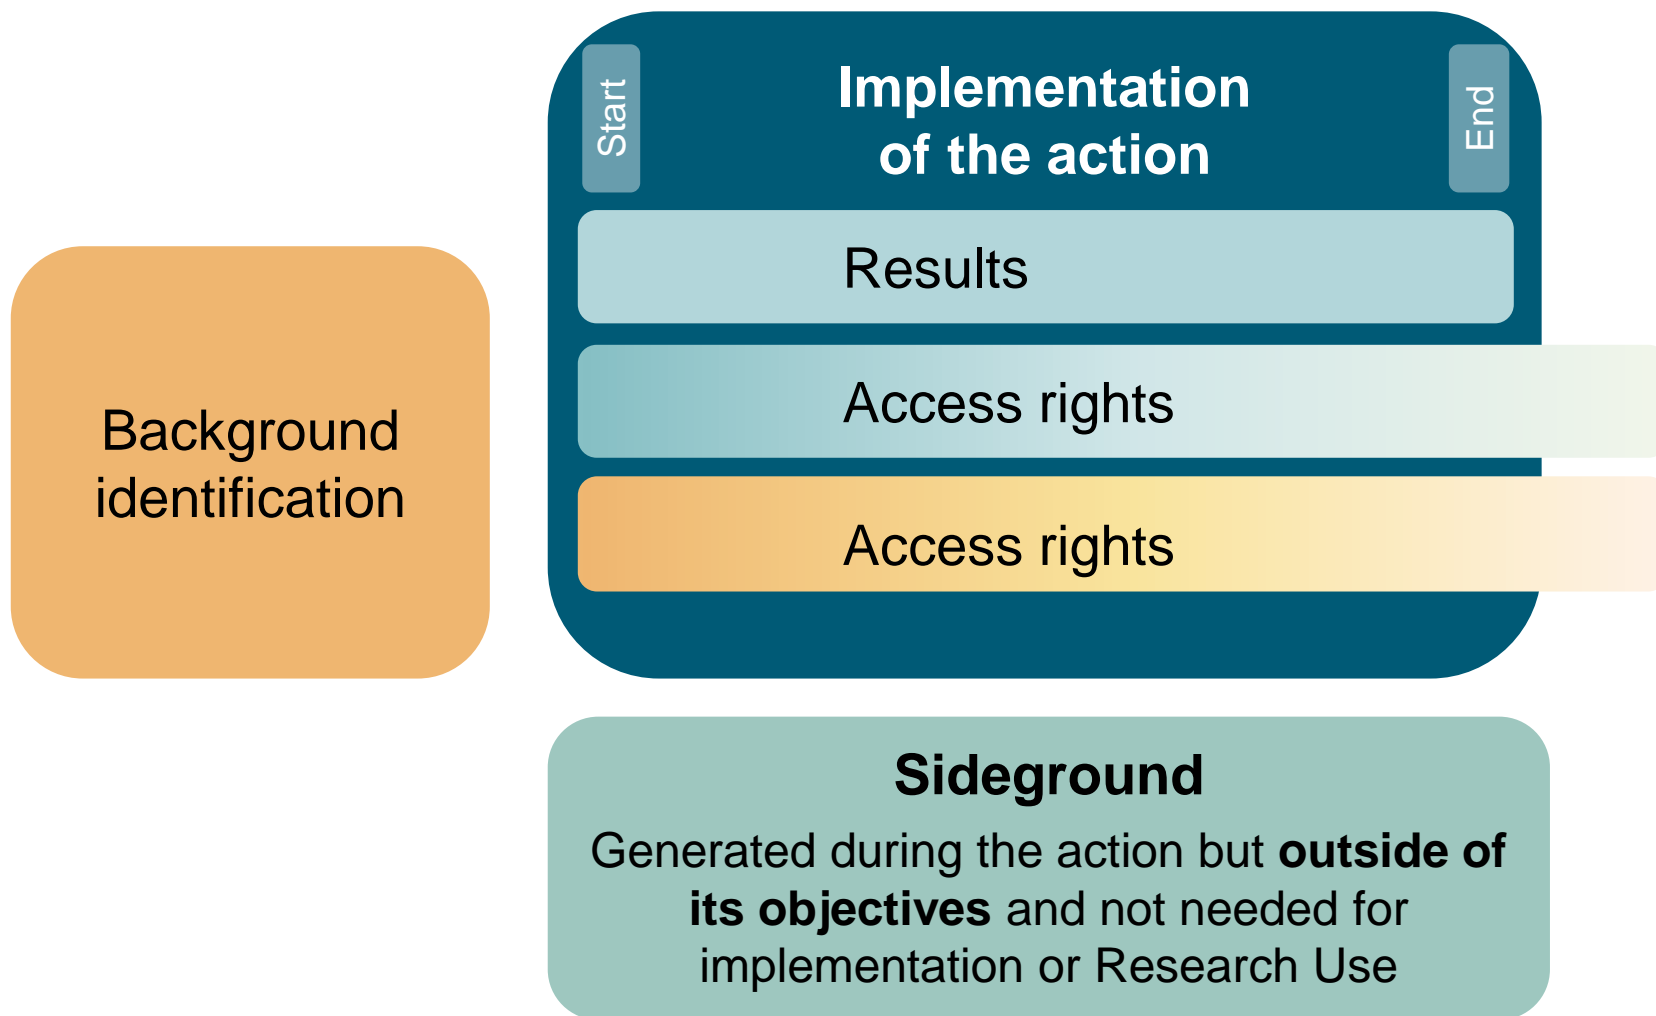 Start
Implementation
of the action
End
Results
Access rights
Access rights
Background
identification
Sideground
Generated during the action but outside of
its objectives and not needed for
implementation or Research Use